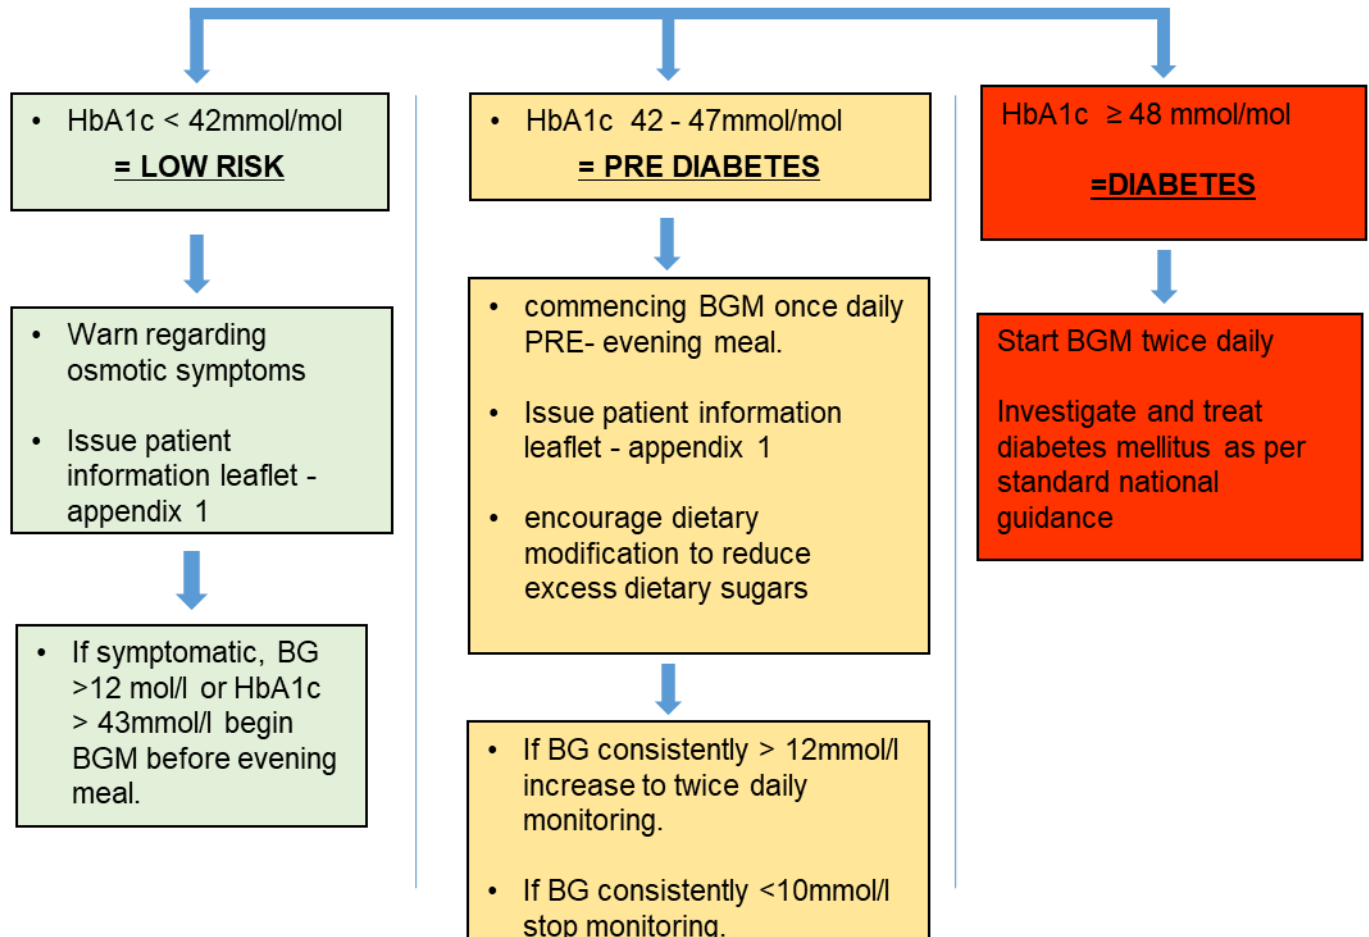 • HbA1c < 42mmol/mol
= LOW RISK
• Warn regarding
osmotic symptoms
• Issue patient
information leaflet -
appendix 1
• If symptomatic, BG
>12 mol/l or HbA1c
> 43mmol/l begin
BGM before evening
meal.
• HbA1c 42 - 47mmol/mol
= PRE DIABETES
• commencing BGM once daily
PRE- evening meal.
• Issue patient information
leaflet - appendix 1
• encourage dietary
modification to reduce
excess dietary sugars
• If BG consistently > 12mmol/l
increase to twice daily
monitoring.
• If BG consistently <10mmol/l
stop monitoring.
HbA1c ≥ 48 mmol/mol
=DIABETES
Start BGM twice daily
Investigate and treat
diabetes mellitus as per
standard national
guidance